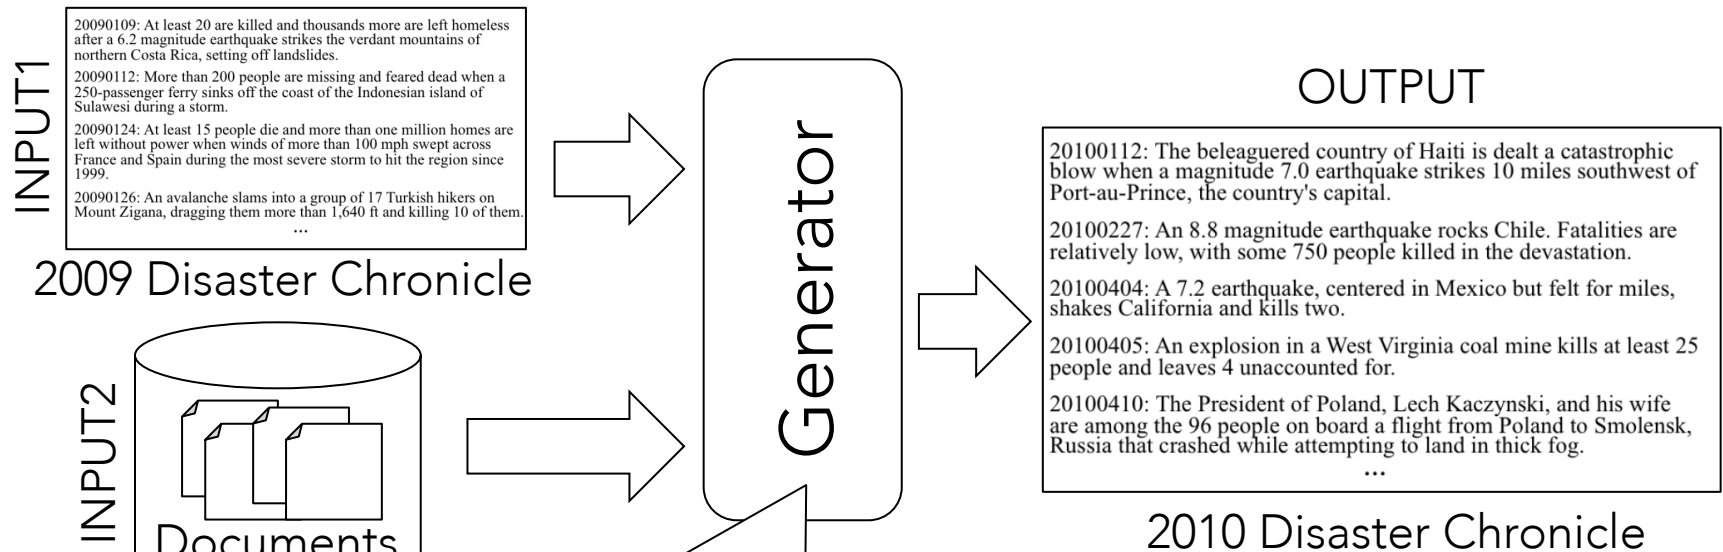 INPUT1
20090109: At least 20 are killed and thousands more are left homeless
after a 6.2 magnitude earthquake strikes the verdant mountains of
northern Costa Rica, setting off landslides.
20090112: More than 200 people are missing and feared dead when a
250-passenger ferry sinks off the coast of the Indonesian island of
Sulawesi during a storm.
20090124: At least 15 people die and more than one million homes are
left without power when winds of more than 100 mph swept across
France and Spain during the most severe storm to hit the region since
1999.
20090126: An avalanche slams into a group of 17 Turkish hikers on
Mount Zigana, dragging them more than 1,640 ft and killing 10 of them.
...
2009 Disaster Chronicle
INPUT2
Documents
Generator
OUTPUT
20100112: The beleaguered country of Haiti is dealt a catastrophic
blow when a magnitude 7.0 earthquake strikes 10 miles southwest of
Port-au-Prince, the country's capital.
20100227: An 8.8 magnitude earthquake rocks Chile. Fatalities are
relatively low, with some 750 people killed in the devastation.
20100404: A 7.2 earthquake, centered in Mexico but felt for miles,
shakes California and kills two.
20100405: An explosion in a West Virginia coal mine kills at least 25
people and leaves 4 unaccounted for.
20100410: The President of Poland, Lech Kaczynski, and his wife
are among the 96 people on board a flight from Poland to Smolensk,
Russia that crashed while attempting to land in thick fog.
...
2010 Disaster Chronicle